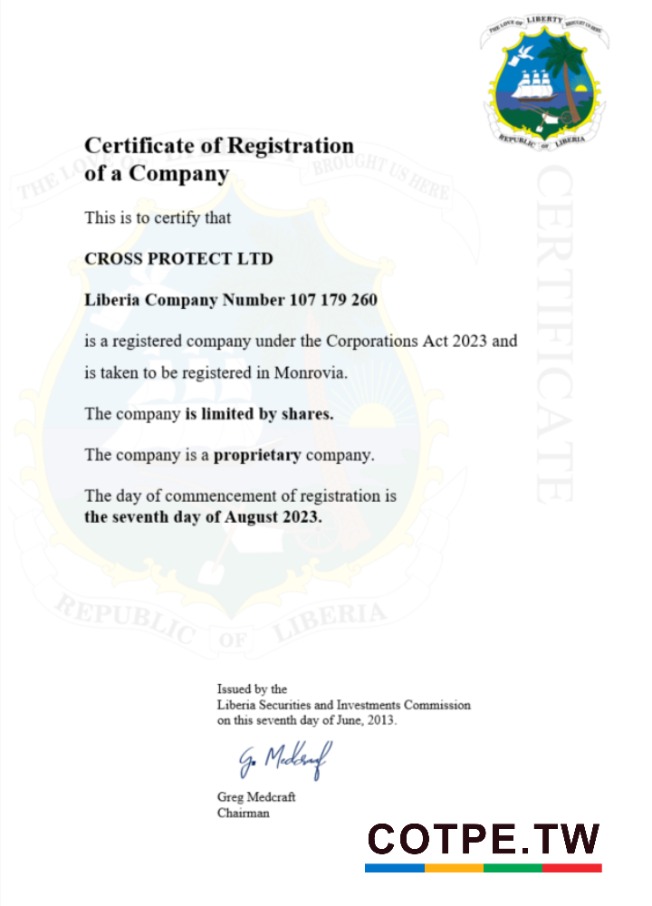 THE LOVE OF LIBERTY BROUGHT US HERE
REPUBLIC OF LIBERIA
CERTIFICATE
Certificate of Registration
of a Company
THE LOVE OF LIBERTY BROUGHT US HERE
This is to certify that
CROSS PROTECT LTD
Liberia Company Number 107 179 260
is a registered company under the Corporations Act 2023 and
is taken to be registered in Monrovia.
The company is limited by shares.
The company is a proprietary company.
The day of commencement of registration is
the seventh day of August 2023.
REPUBLIC OF LIBERIA
Issued by the
Liberia Securities and Investments Commission
on this seventh day of June, 2013.
G. Medcraft
Greg Medcraft
Chairman
COTPE.TW